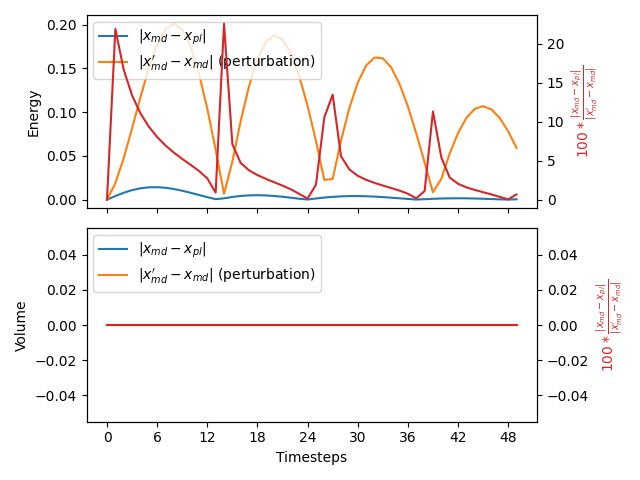 0.20
0.15
0.10
0.05
0.00
Energy
|x_md − x_pl|
|x′_md − x_md| (perturbation)
20
15
10
5
0
100 * |x_md − x_pl| / |x′_md − x_md|
0.04
0.02
0.00
−0.02
−0.04
Volume
|x_md − x_pl|
|x′_md − x_md| (perturbation)
0.04
0.02
0.00
−0.02
−0.04
100 * |x_md − x_pl| / |x′_md − x_md|
0 6 12 18 24 30 36 42 48
Timesteps